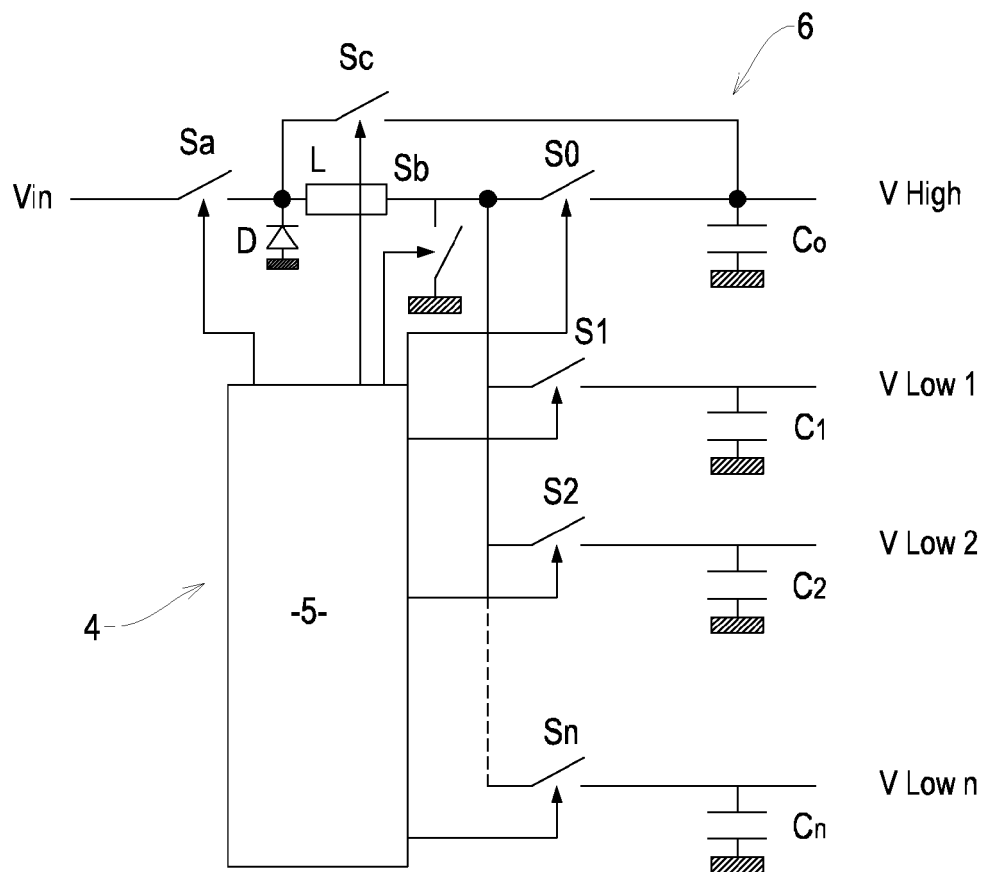 6
Sc
Sa
L
Sb
S0
Vin
V High
D
Co
S1
V Low 1
C1
S2
V Low 2
C2
4
-5-
Sn
V Low n
Cn